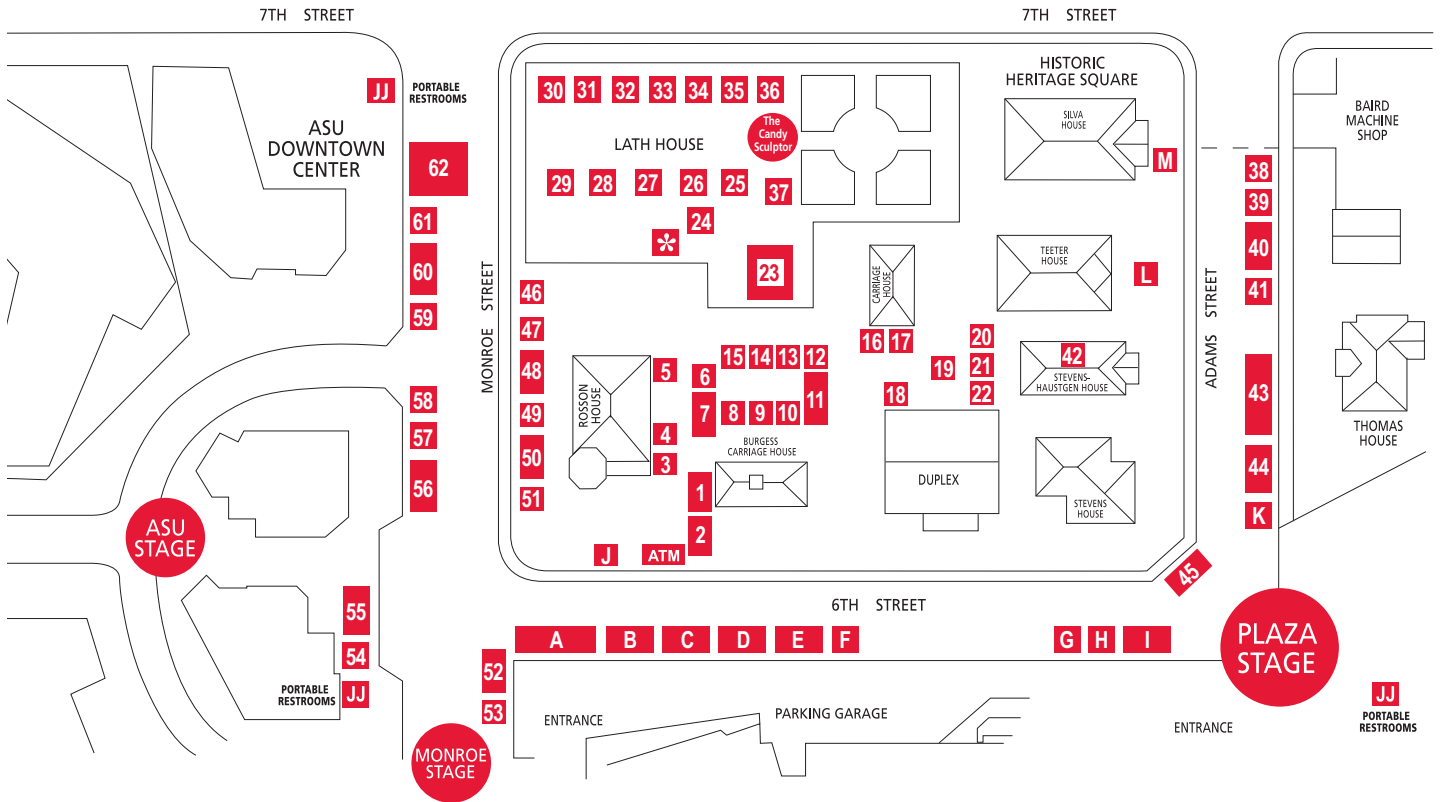 7TH STREET
7TH STREET
JJ
PORTABLE
RESTROOMS
ASU
DOWNTOWN
CENTER
62
61
60
59
58
57
56
ASU
STAGE
55
54
PORTABLE
RESTROOMS
JJ
MONROE
STAGE
MONROE STREET
30
31
32
33
34
35
36
The
Candy
Sculptor
LATH HOUSE
29
28
27
26
25
37
24
*
23
46
47
48
49
50
51
ROSSON
HOUSE
5
4
3
6
7
15
14
13
12
8
9
10
11
BURGESS
CARRIAGE HOUSE
1
2
J
ATM
HISTORIC
HERITAGE SQUARE
SILVA
HOUSE
M
TEETER
HOUSE
L
CARRIAGE
HOUSE
16
17
18
19
20
21
22
42
STEVENS-
HAUSTGEN HOUSE
DUPLEX
STEVENS
HOUSE
ADAMS STREET
38
39
40
41
43
44
K
45
BAIRD
MACHINE
SHOP
THOMAS
HOUSE
6TH STREET
A
B
C
D
E
F
G
H
I
52
53
ENTRANCE
PARKING GARAGE
ENTRANCE
PLAZA
STAGE
JJ
PORTABLE
RESTROOMS